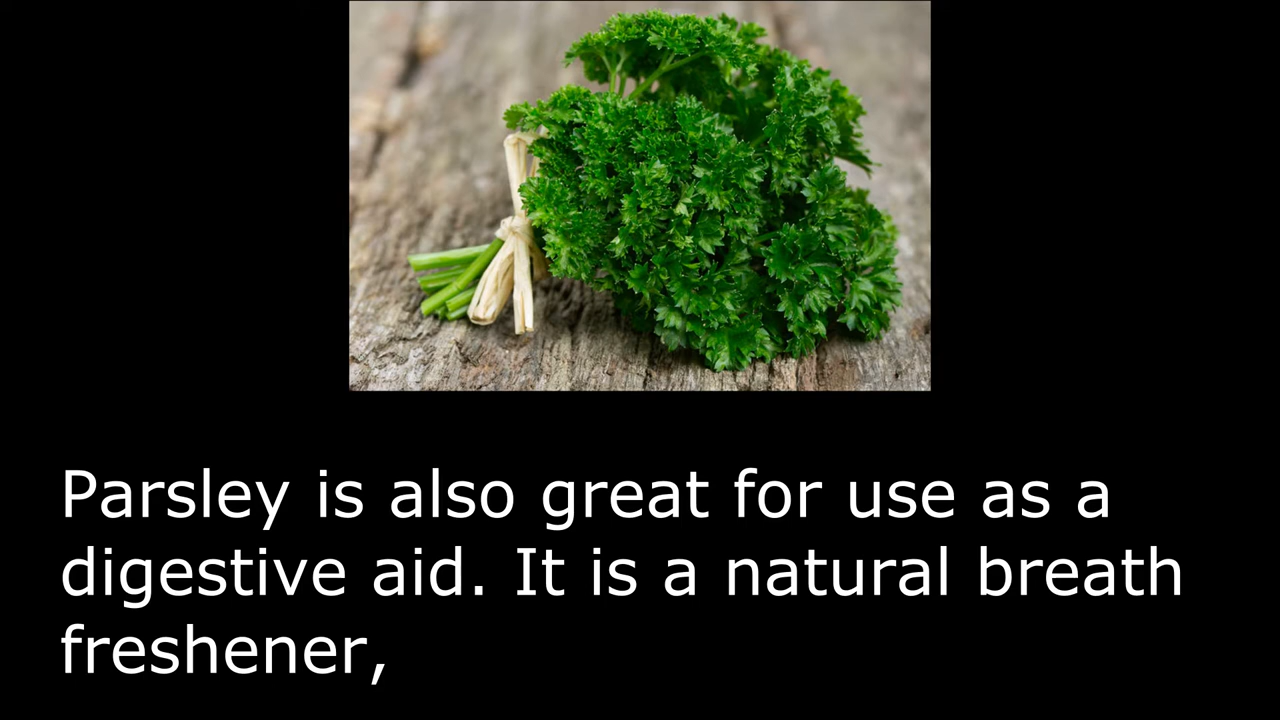 Parsley is also great for use as a
digestive aid. It is a natural breath
freshener,